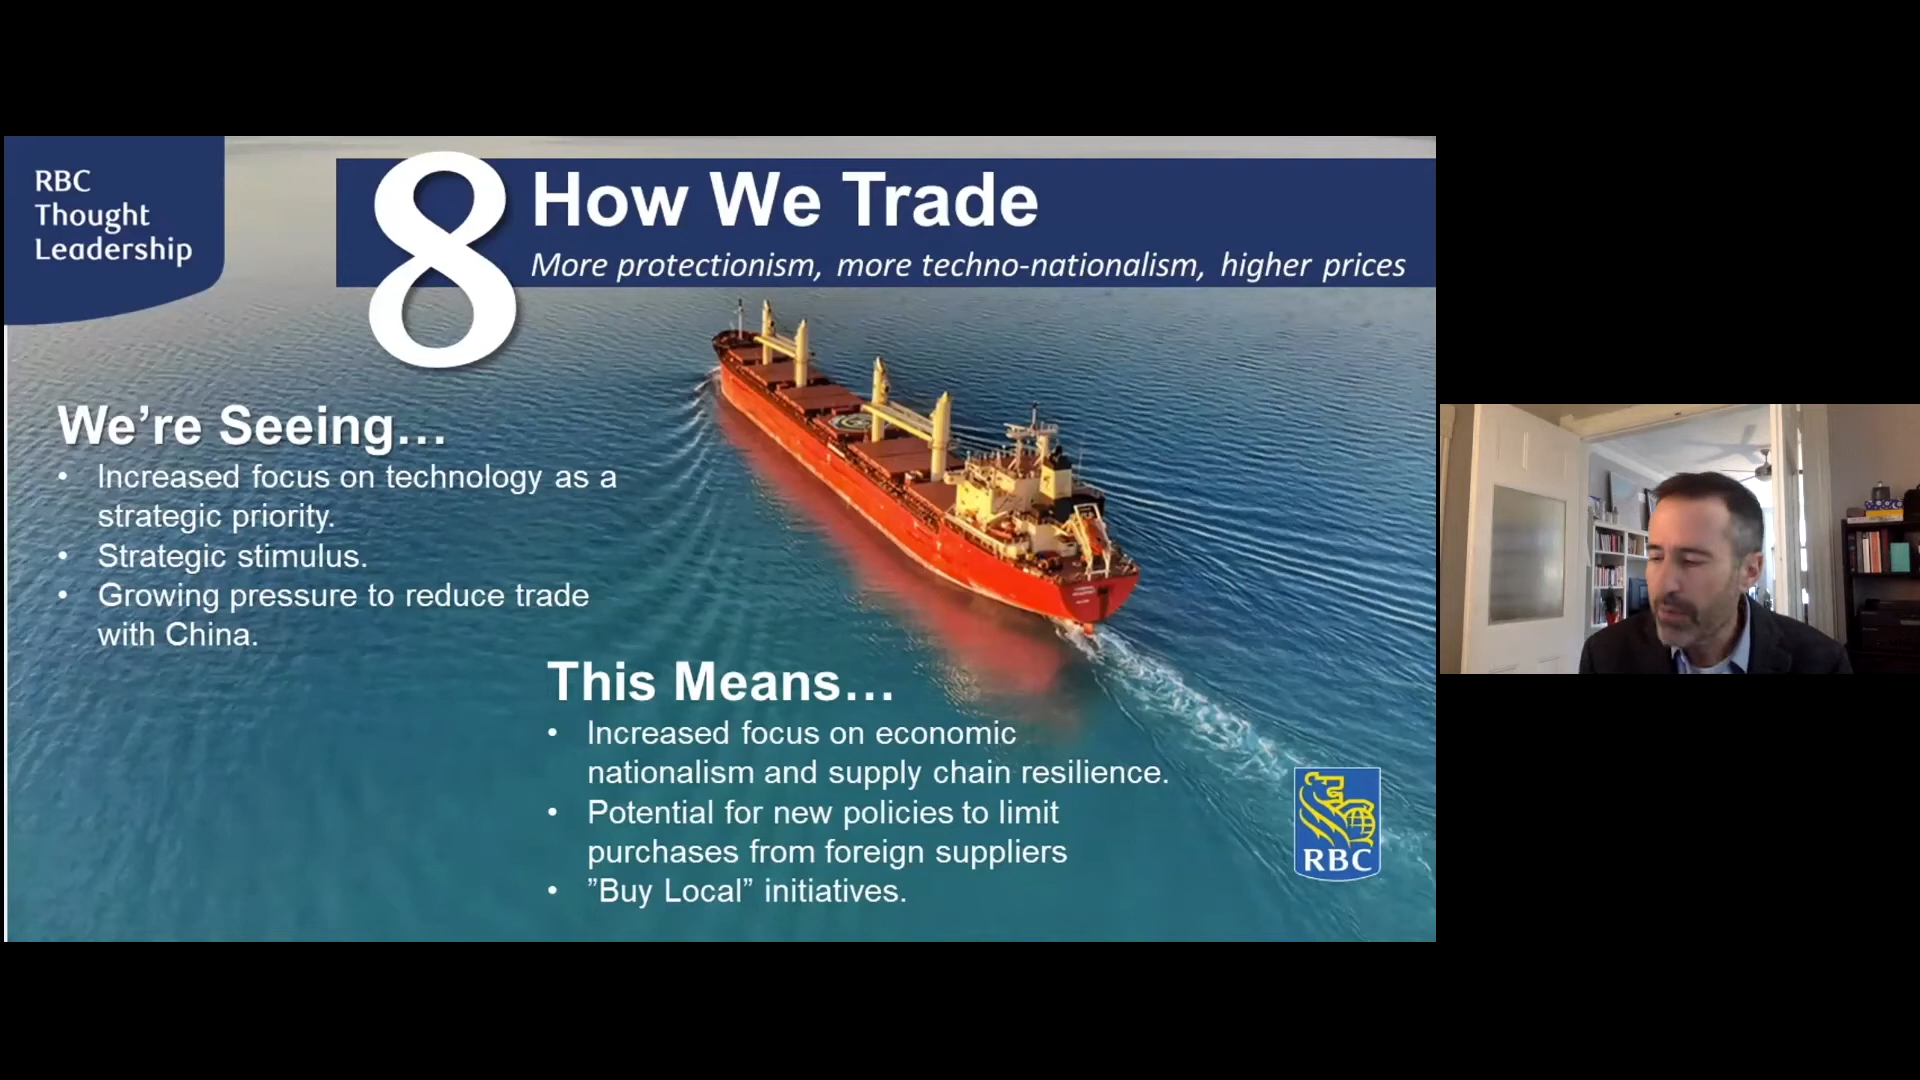 RBC
Thought
Leadership
8
How We Trade
More protectionism, more techno-nationalism, higher prices
We’re Seeing…
• Increased focus on technology as a
strategic priority.
• Strategic stimulus.
• Growing pressure to reduce trade
with China.
This Means…
• Increased focus on economic
nationalism and supply chain resilience.
• Potential for new policies to limit
purchases from foreign suppliers
• ”Buy Local” initiatives.
RBC